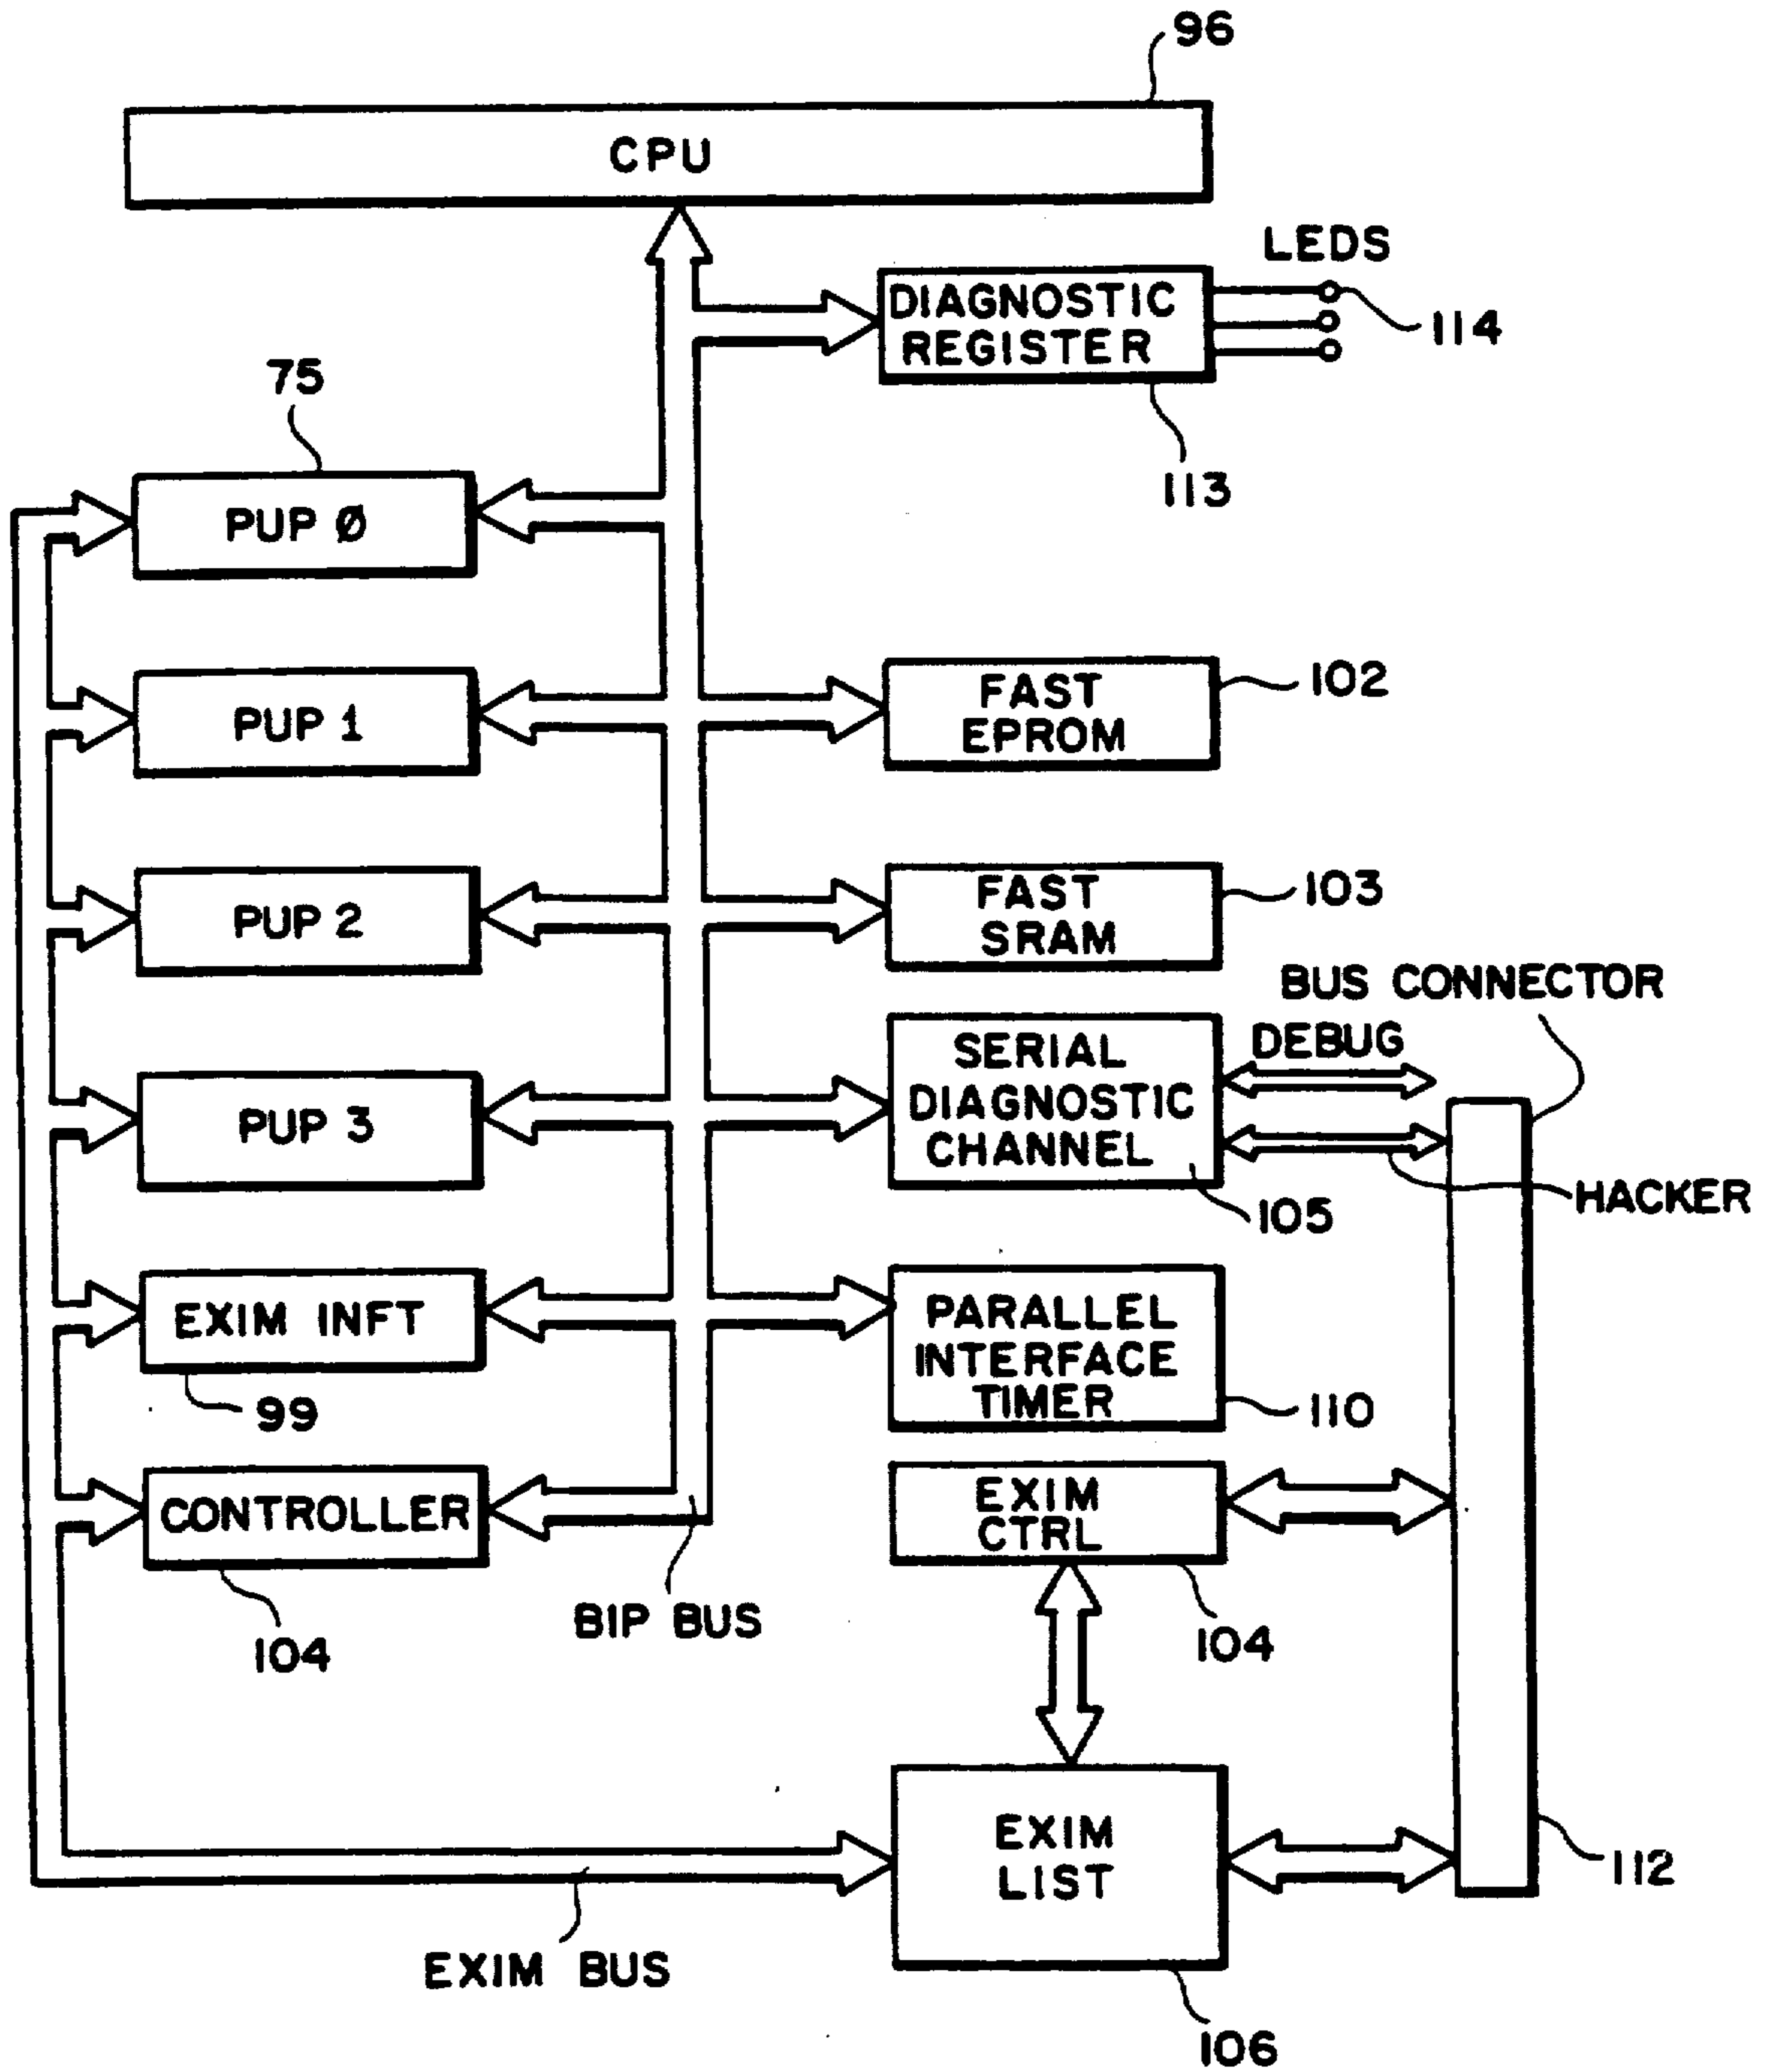 96
CPU
LEDS
DIAGNOSTIC
REGISTER
114
75
113
PUP Ø
FAST
EPROM
102
PUP 1
FAST
SRAM
103
PUP 2
BUS CONNECTOR
DEBUG
SERIAL
DIAGNOSTIC
CHANNEL
PUP 3
HACKER
105
EXIM INFT
PARALLEL
INTERFACE
TIMER
99
110
CONTROLLER
EXIM
CTRL
BIP BUS
104
104
EXIM
LIST
112
EXIM BUS
106